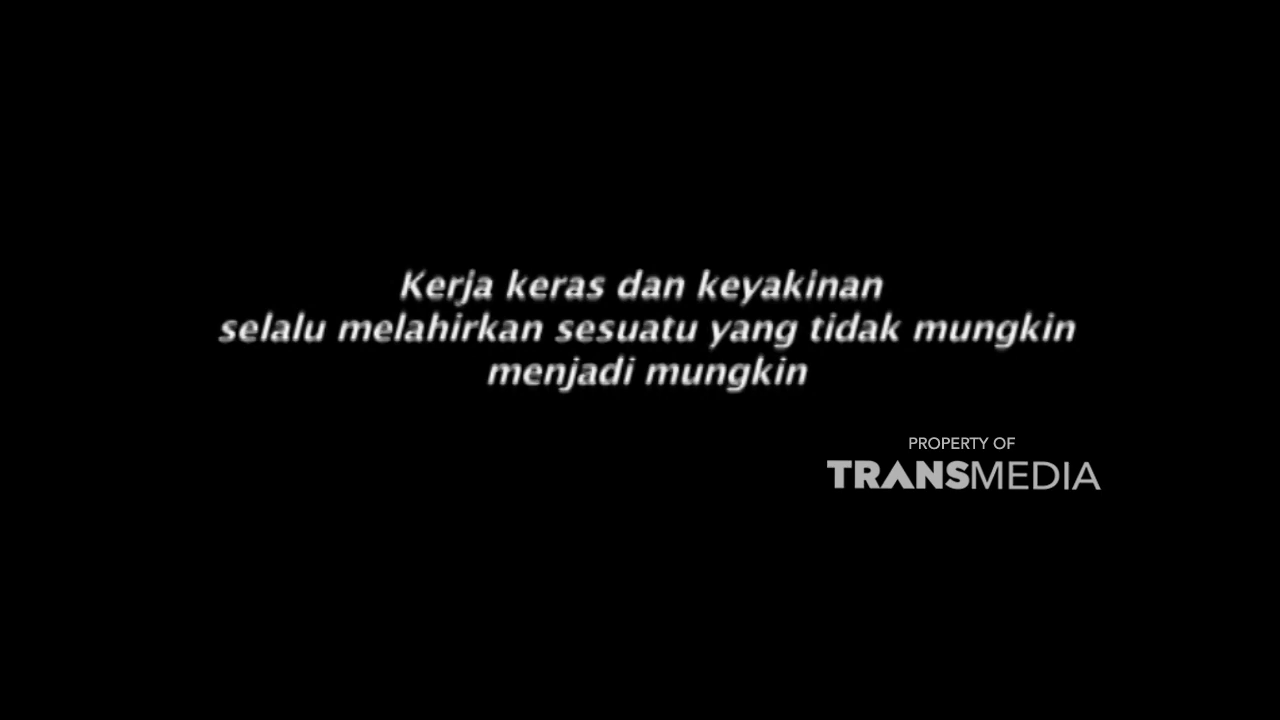 Kerja keras dan keyakinan
selalu melahirkan sesuatu yang tidak mungkin
menjadi mungkin
PROPERTY OF
TRANSMEDIA